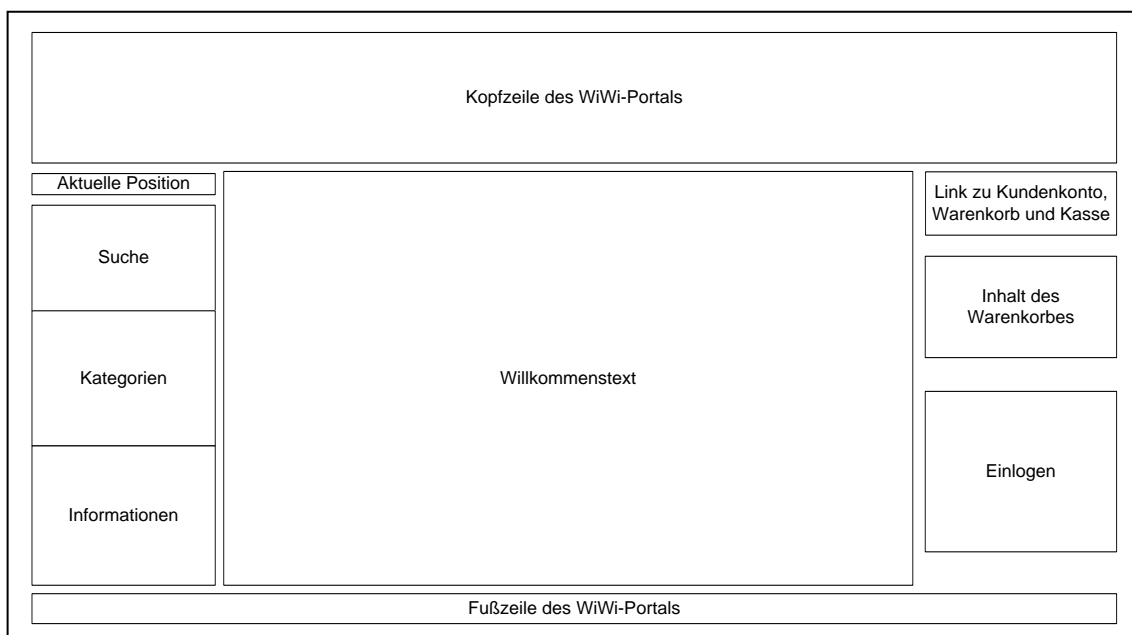 Kopfzeile des WiWi-Portals
Aktuelle Position
Suche
Kategorien
Informationen
Willkommenstext
Link zu Kundenkonto,
Warenkorb und Kasse
Inhalt des
Warenkorbes
Einlogen
Fußzeile des WiWi-Portals